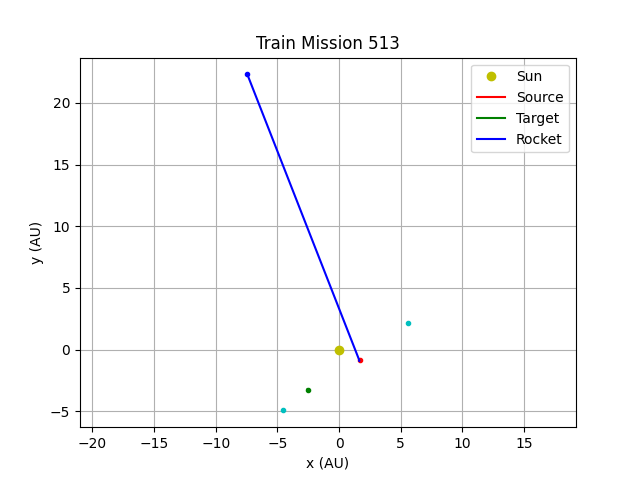 Train Mission 513
Sun
Source
Target
Rocket
20
15
10
5
0
−5
y (AU)
−20
−15
−10
−5
0
5
10
15
x (AU)